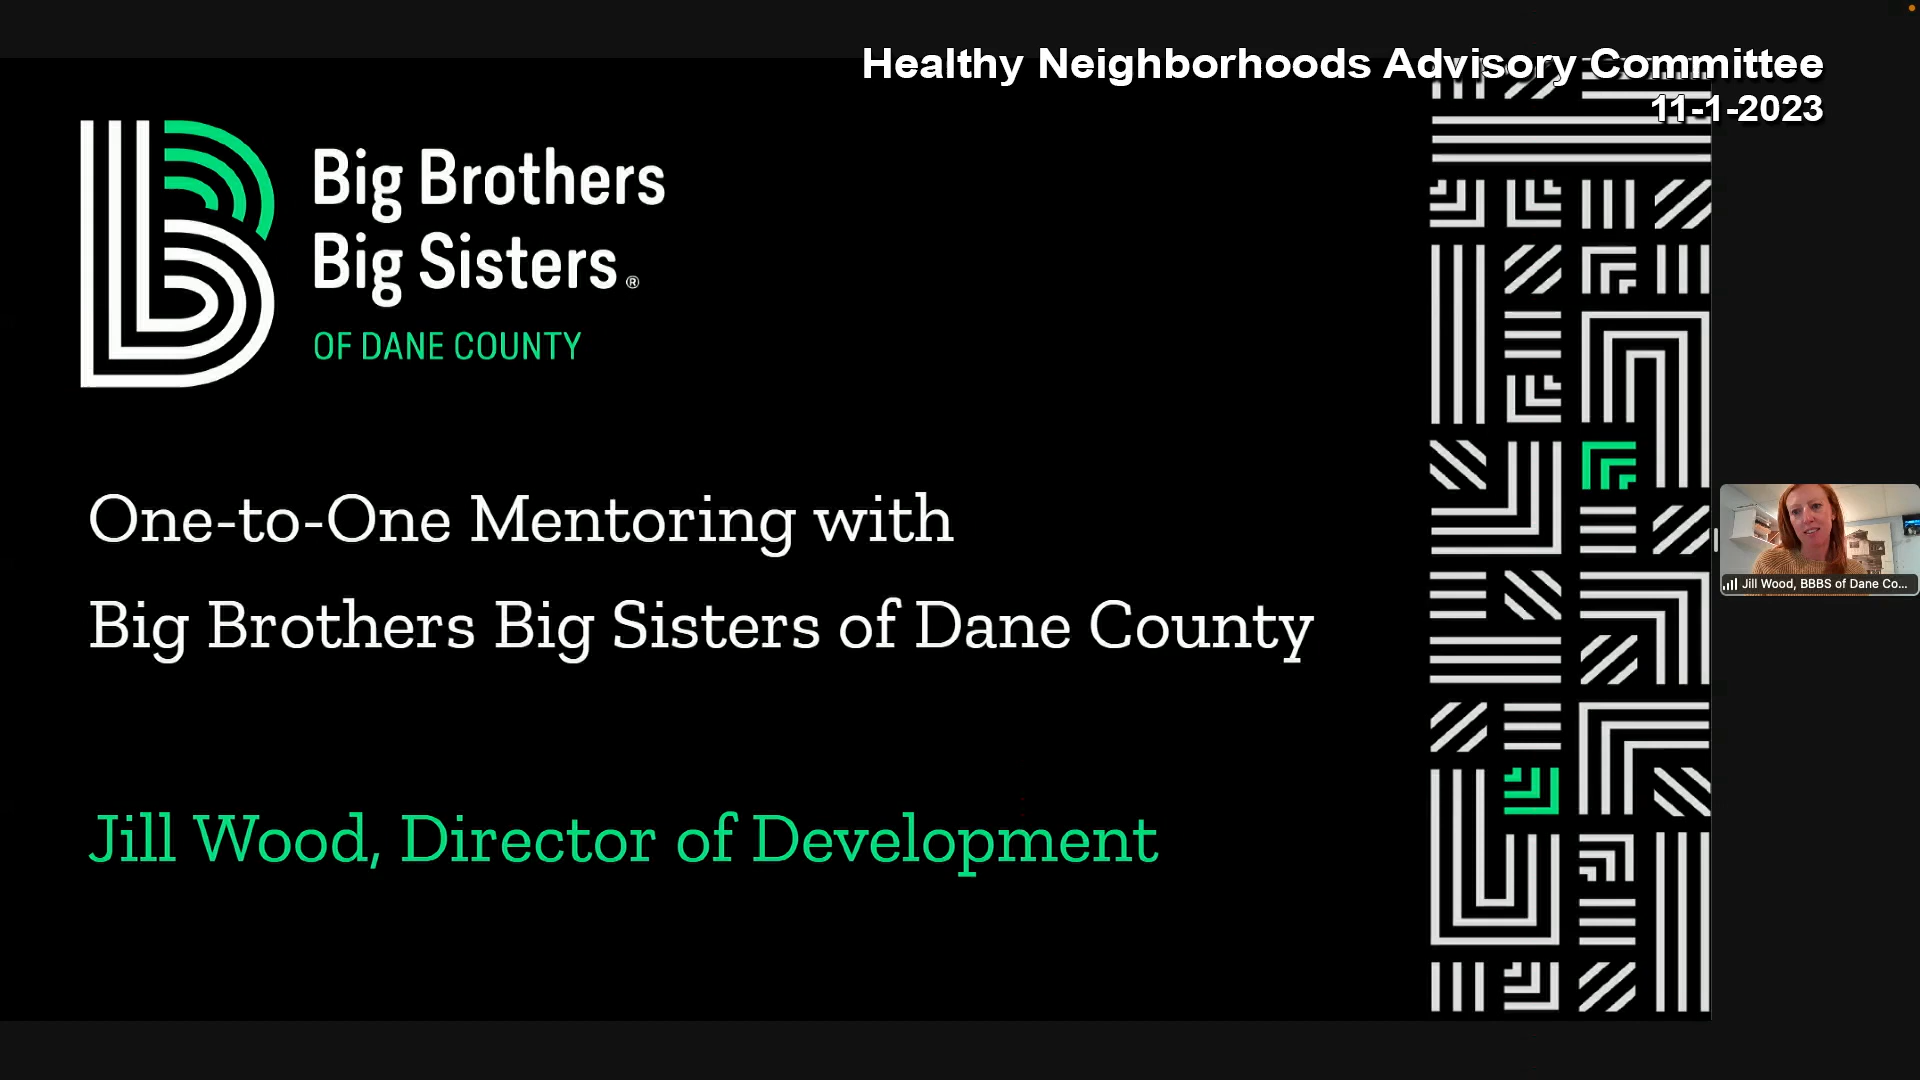 Healthy Neighborhoods Advisory Committee
11-1-2023
Big Brothers
Big Sisters®
OF DANE COUNTY
One-to-One Mentoring with
Big Brothers Big Sisters of Dane County
Jill Wood, Director of Development
Jill Wood, BBBS of Dane Co...